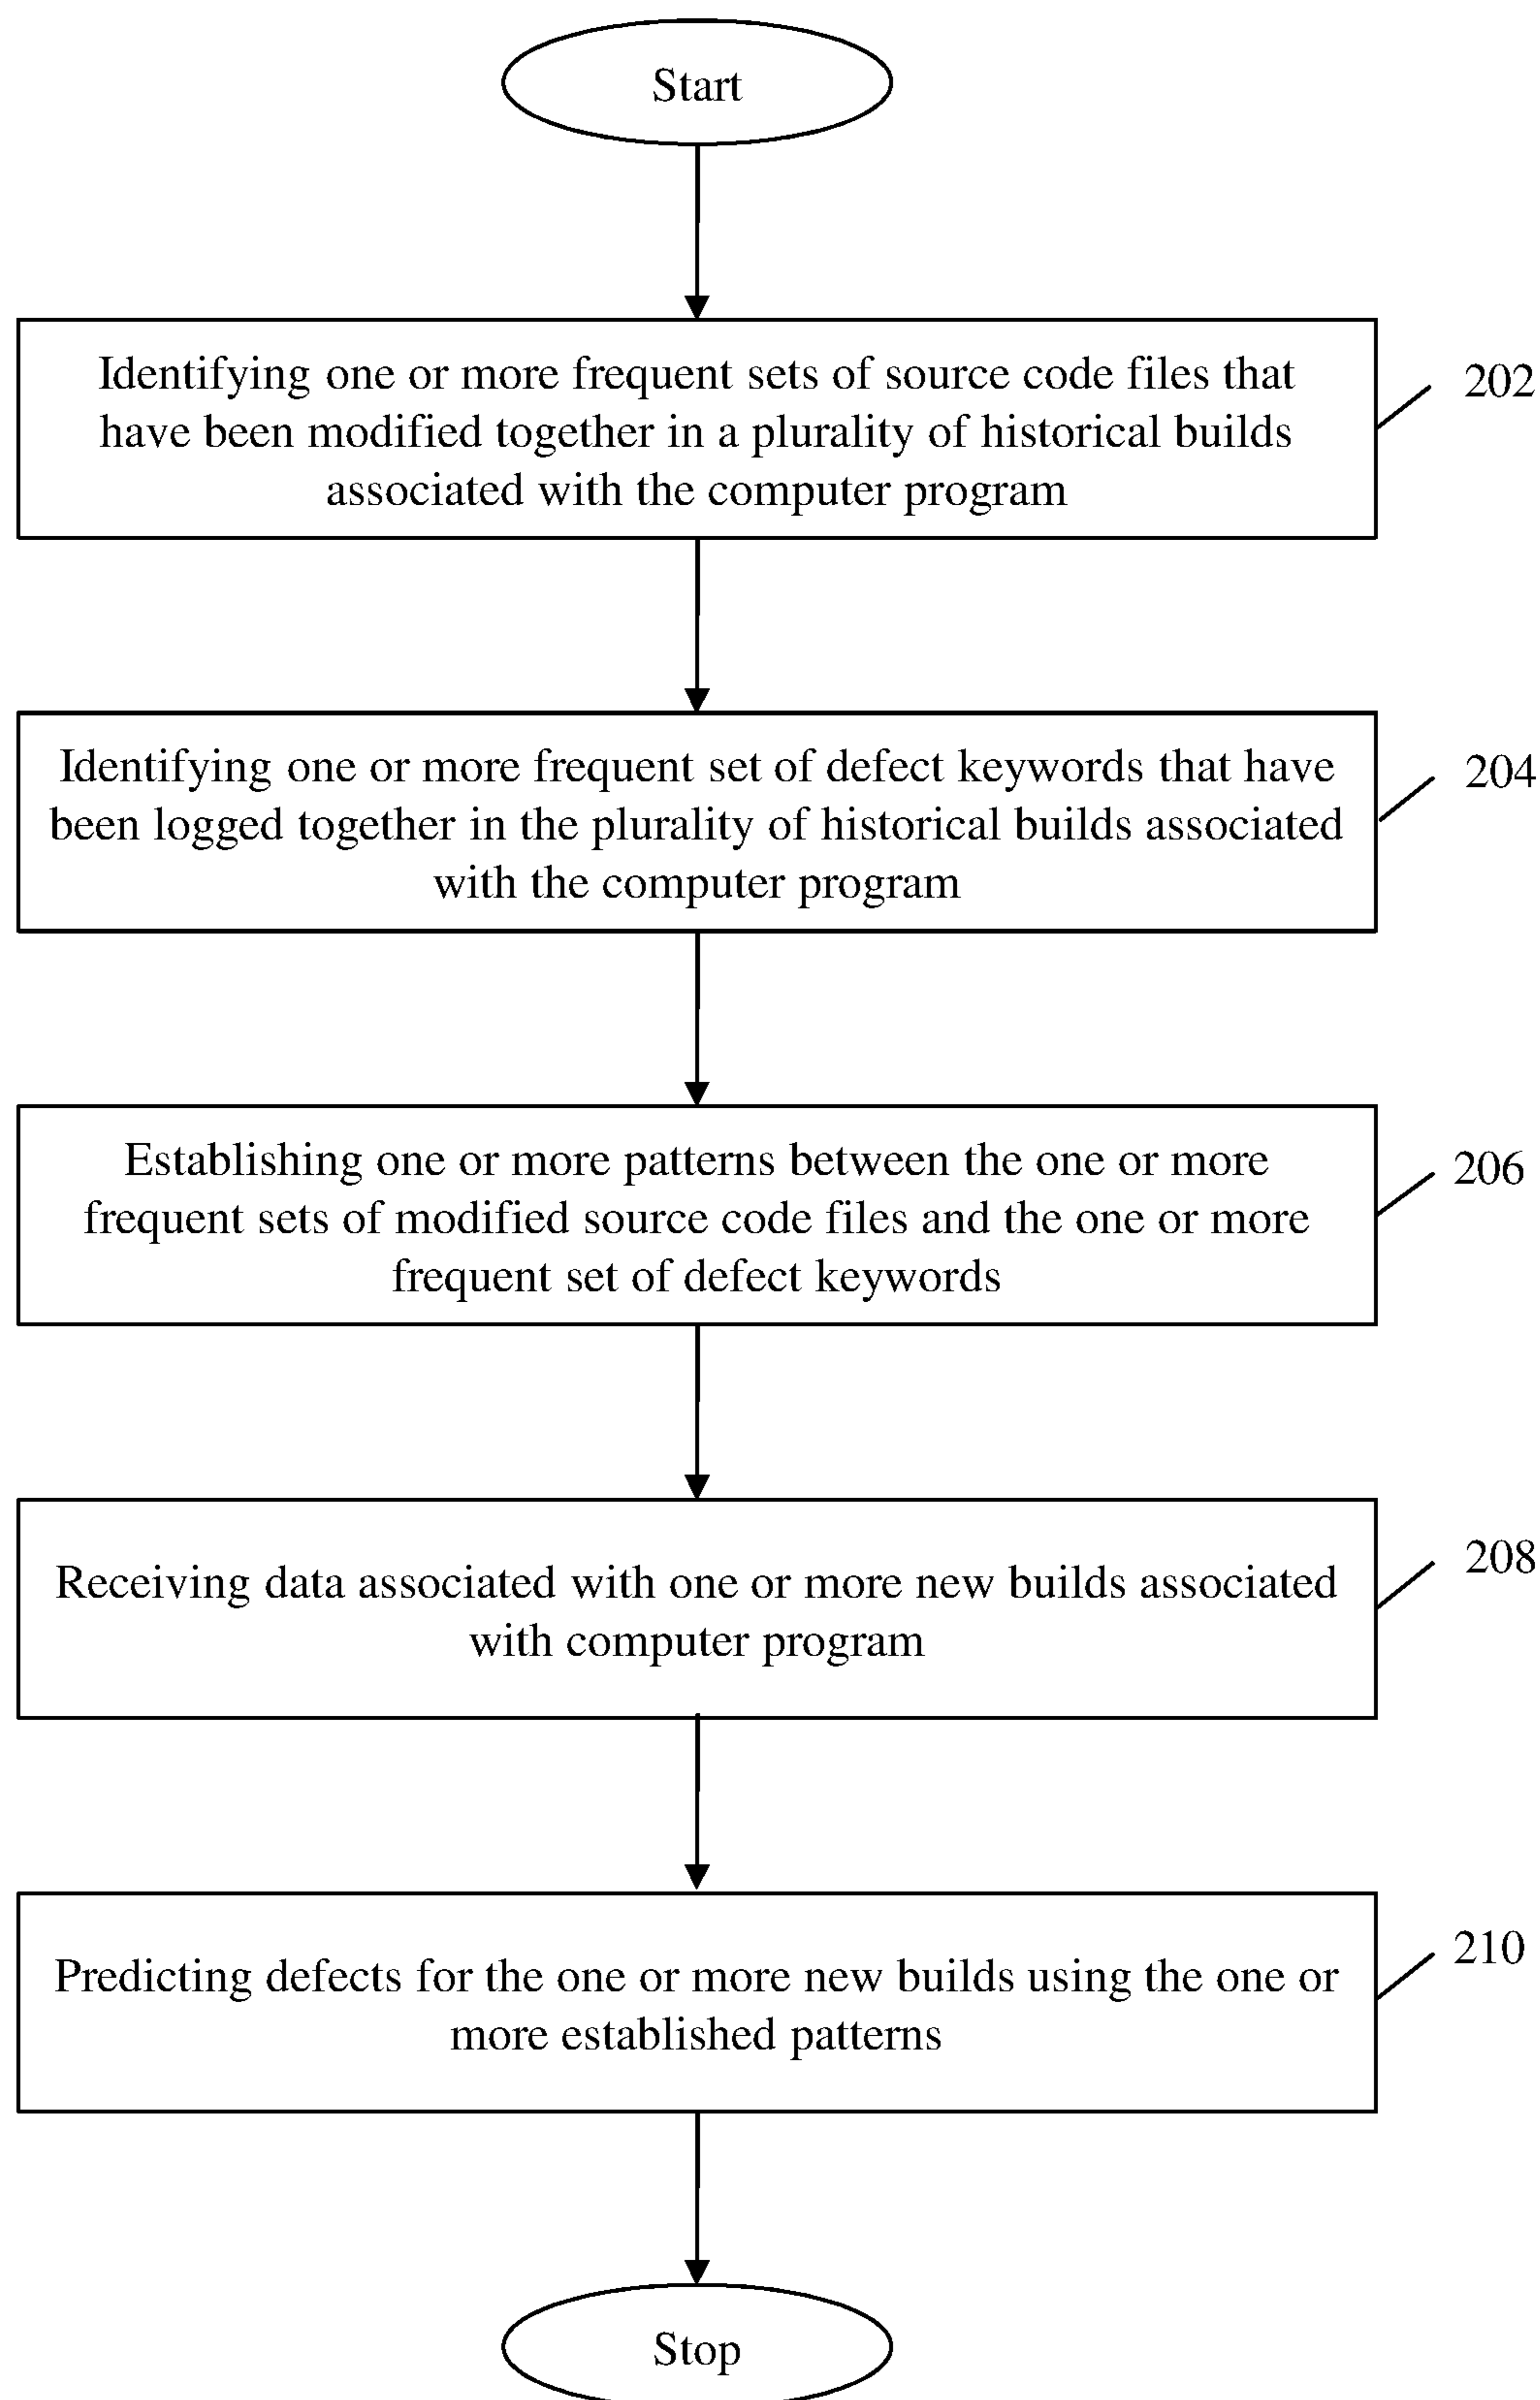 Start
Identifying one or more frequent sets of source code files that
have been modified together in a plurality of historical builds
associated with the computer program
202
Identifying one or more frequent set of defect keywords that have
been logged together in the plurality of historical builds associated
with the computer program
204
Establishing one or more patterns between the one or more
frequent sets of modified source code files and the one or more
frequent set of defect keywords
206
Receiving data associated with one or more new builds associated
with computer program
208
Predicting defects for the one or more new builds using the one or
more established patterns
210
Stop